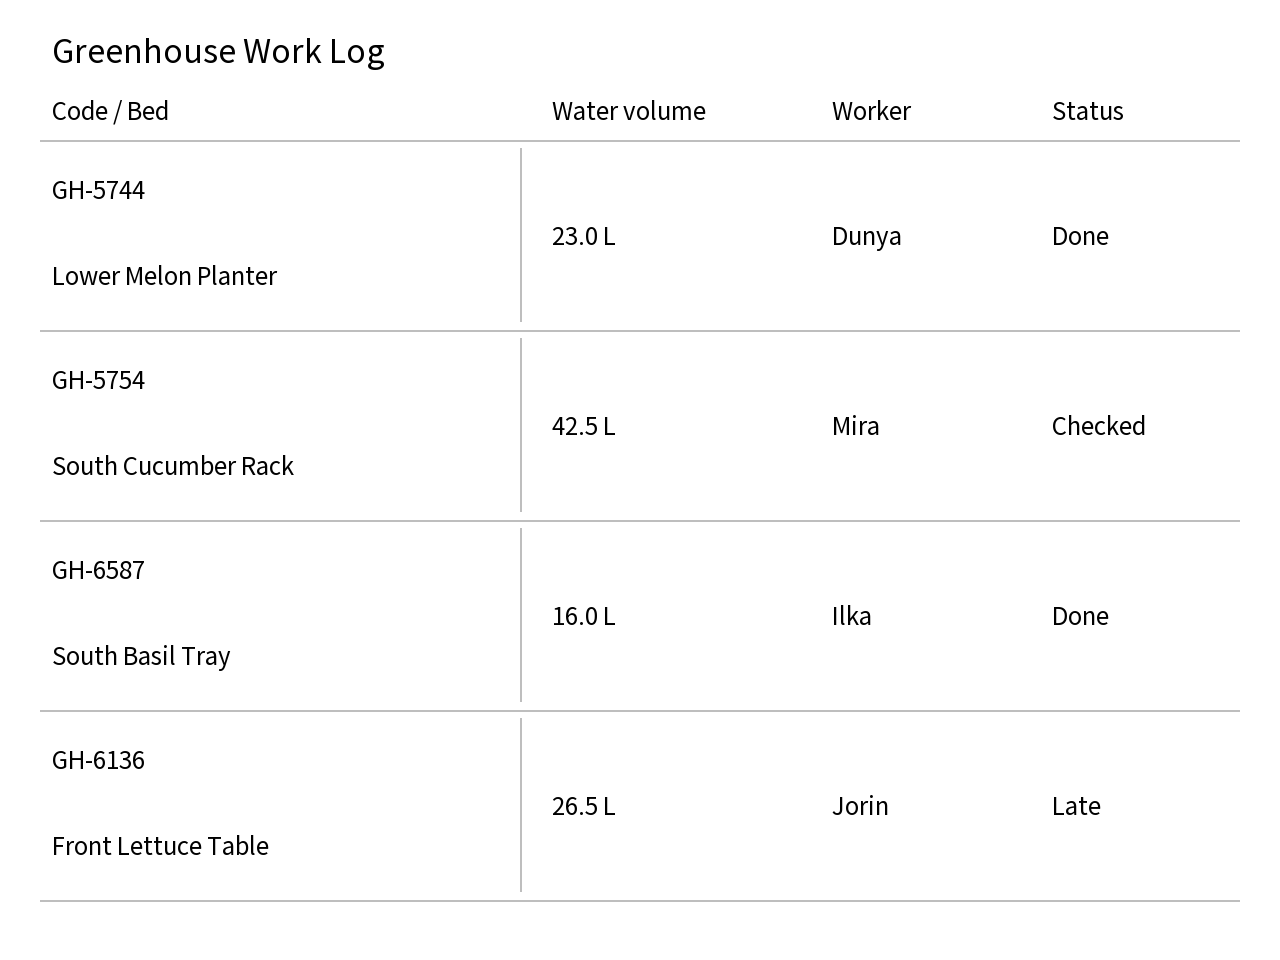 Greenhouse Work Log
Code / Bed Water volume Worker Status
GH-5744
Lower Melon Planter
23.0 L Dunya Done
GH-5754
South Cucumber Rack
42.5 L Mira Checked
GH-6587
South Basil Tray
16.0 L Ilka Done
GH-6136
Front Lettuce Table
26.5 L Jorin Late